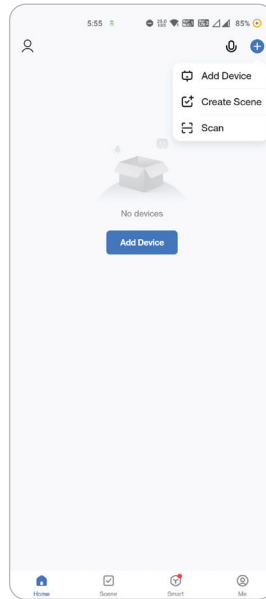 5:55
85%
Add Device
Create Scene
Scan
No devices
Add Device
Home
Scene
Smart
Me